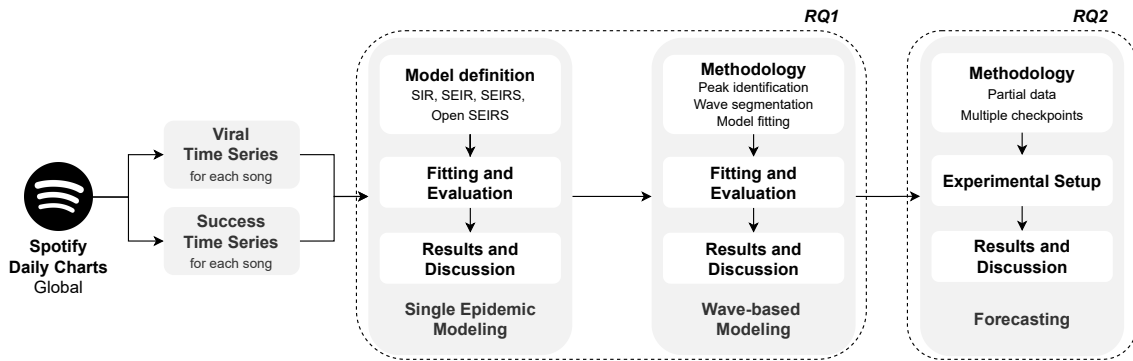 RQ1
RQ2
Spotify
Daily Charts
Global
Viral
Time Series
for each song
Success
Time Series
for each song
Model definition
SIR, SEIR, SEIRS,
Open SEIRS
Fitting and
Evaluation
Results and
Discussion
Single Epidemic
Modeling
Methodology
Peak identification
Wave segmentation
Model fitting
Fitting and
Evaluation
Results and
Discussion
Wave-based
Modeling
Methodology
Partial data
Multiple checkpoints
Experimental Setup
Results and
Discussion
Forecasting